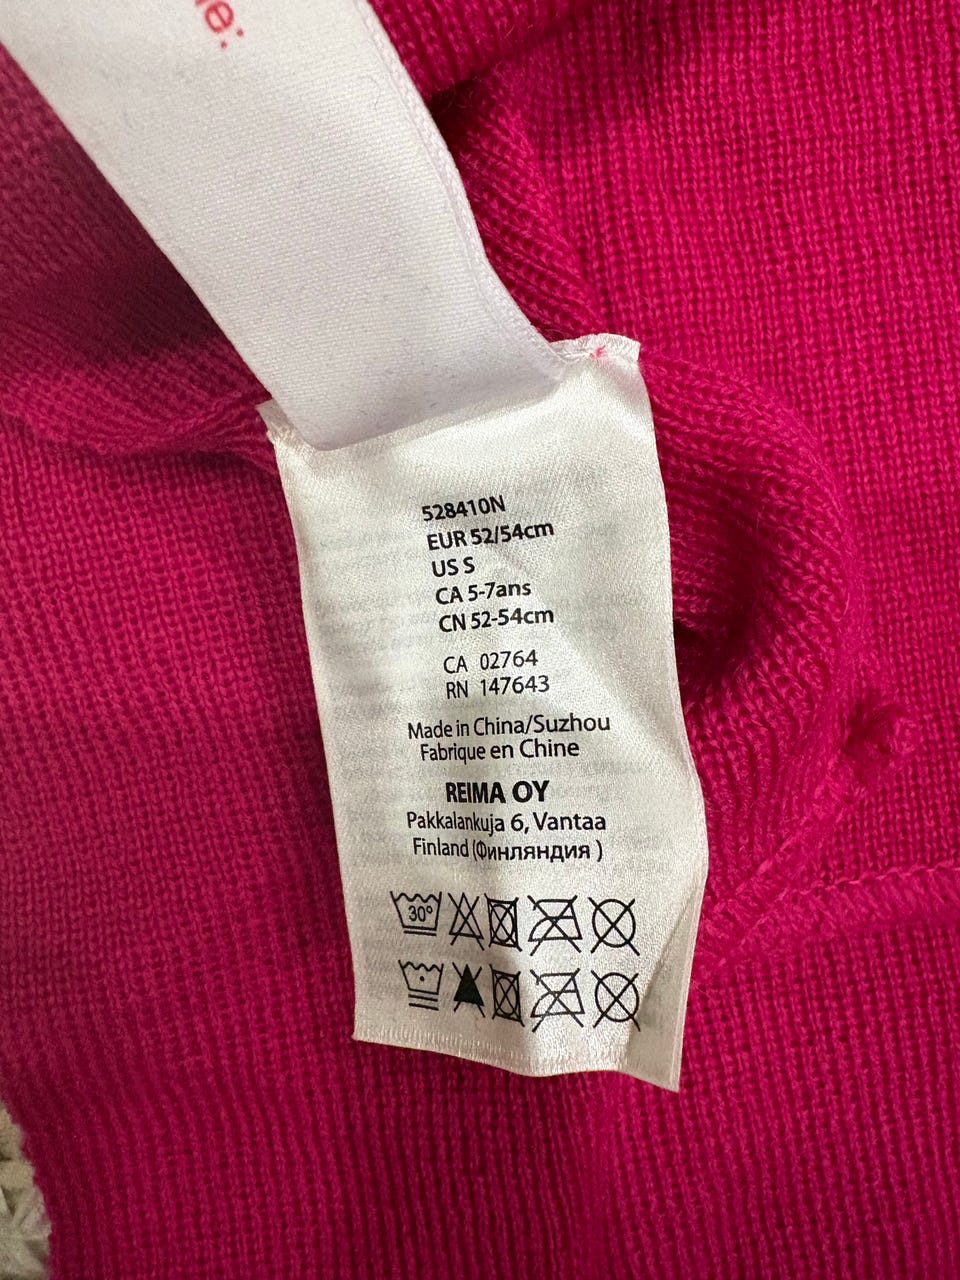 e:
528410N
EUR 52/54cm
US S
CA 5-7ans
CN 52-54cm
CA 02764
RN 147643
Made in China/Suzhou
Fabrique en Chine
REIMA OY
Pakkalankuja 6, Vantaa
Finland (Финляндия )
30°